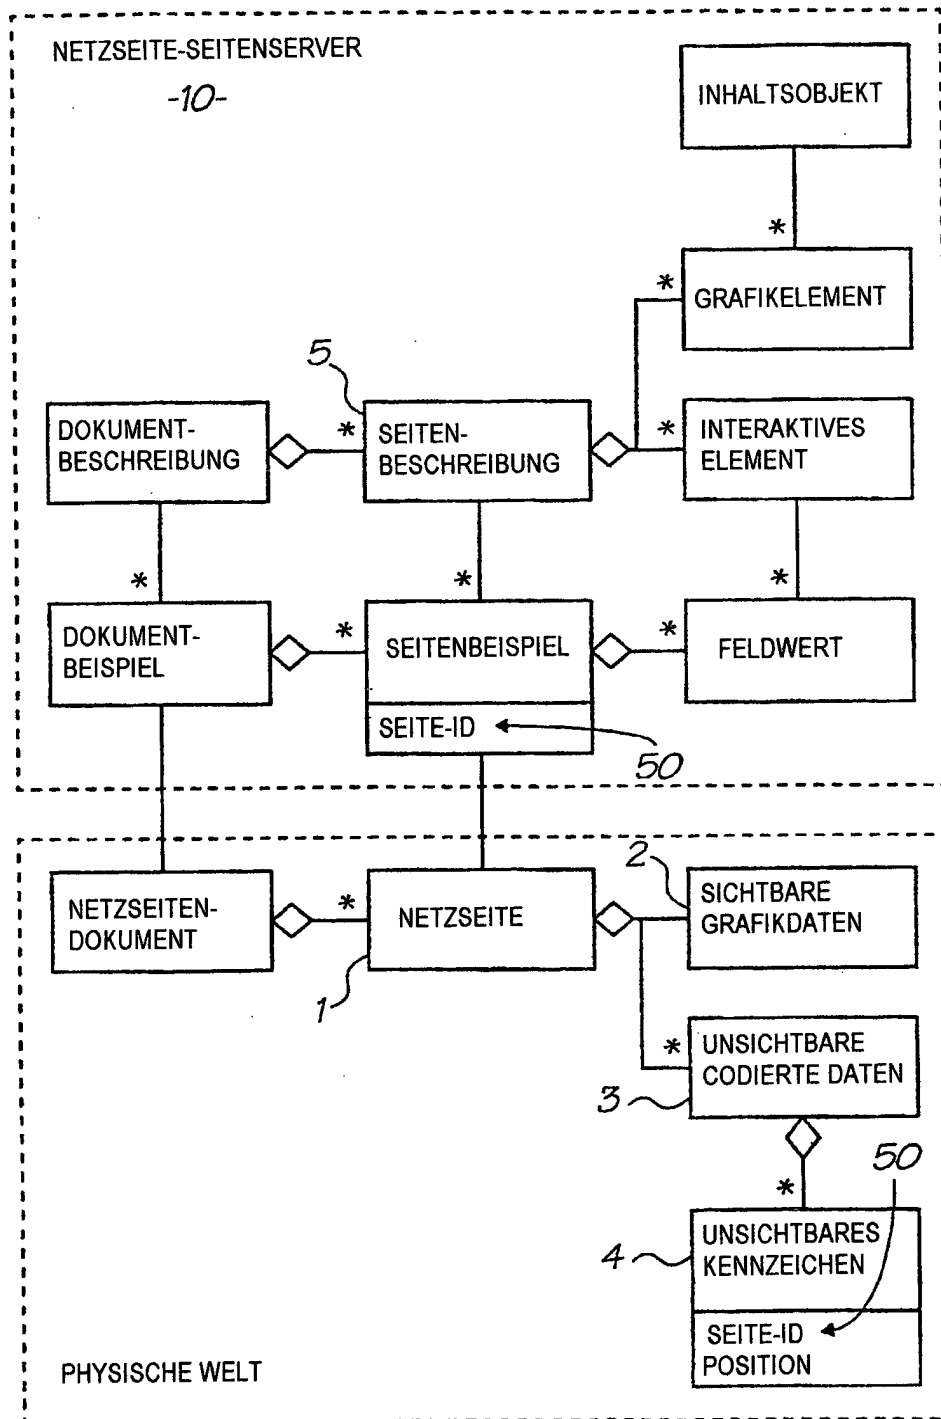 NETZSEITE-SEITENSERVER
-10-
INHALTSOBJEKT
*
*
GRAFIKELEMENT
5
DOKUMENT-
BESCHREIBUNG
*
SEITEN-
BESCHREIBUNG
*
INTERAKTIVES
ELEMENT
*
*
*
DOKUMENT-
BEISPIEL
*
SEITENBEISPIEL
*
FELDWERT
SEITE-ID
50
NETZSEITEN-
DOKUMENT
*
NETZSEITE
1
2
SICHTBARE
GRAFIKDATEN
*
UNSICHTBARE
CODIERTE DATEN
3
50
*
4
UNSICHTBARES
KENNZEICHEN
SEITE-ID
POSITION
PHYSISCHE WELT